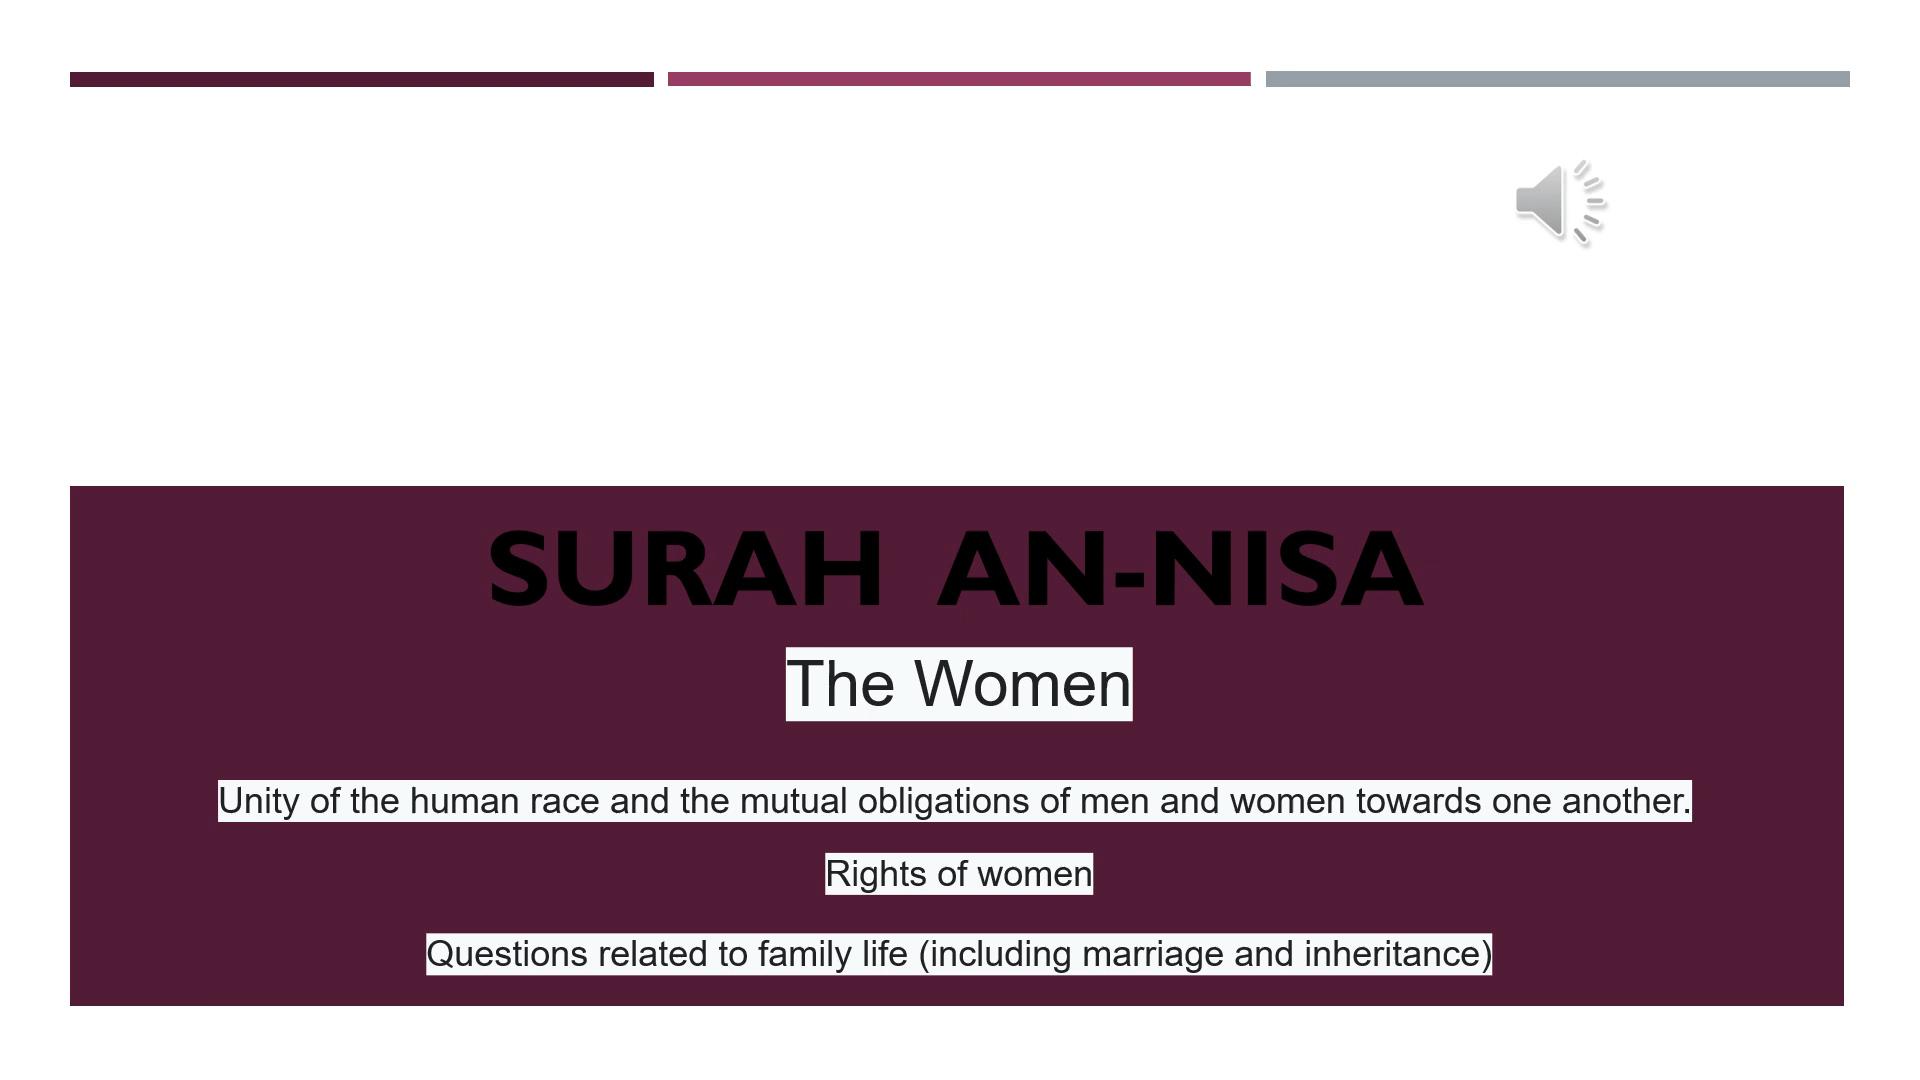 SURAH AN-NISA
The Women
Unity of the human race and the mutual obligations of men and women towards one another.
Rights of women
Questions related to family life (including marriage and inheritance)